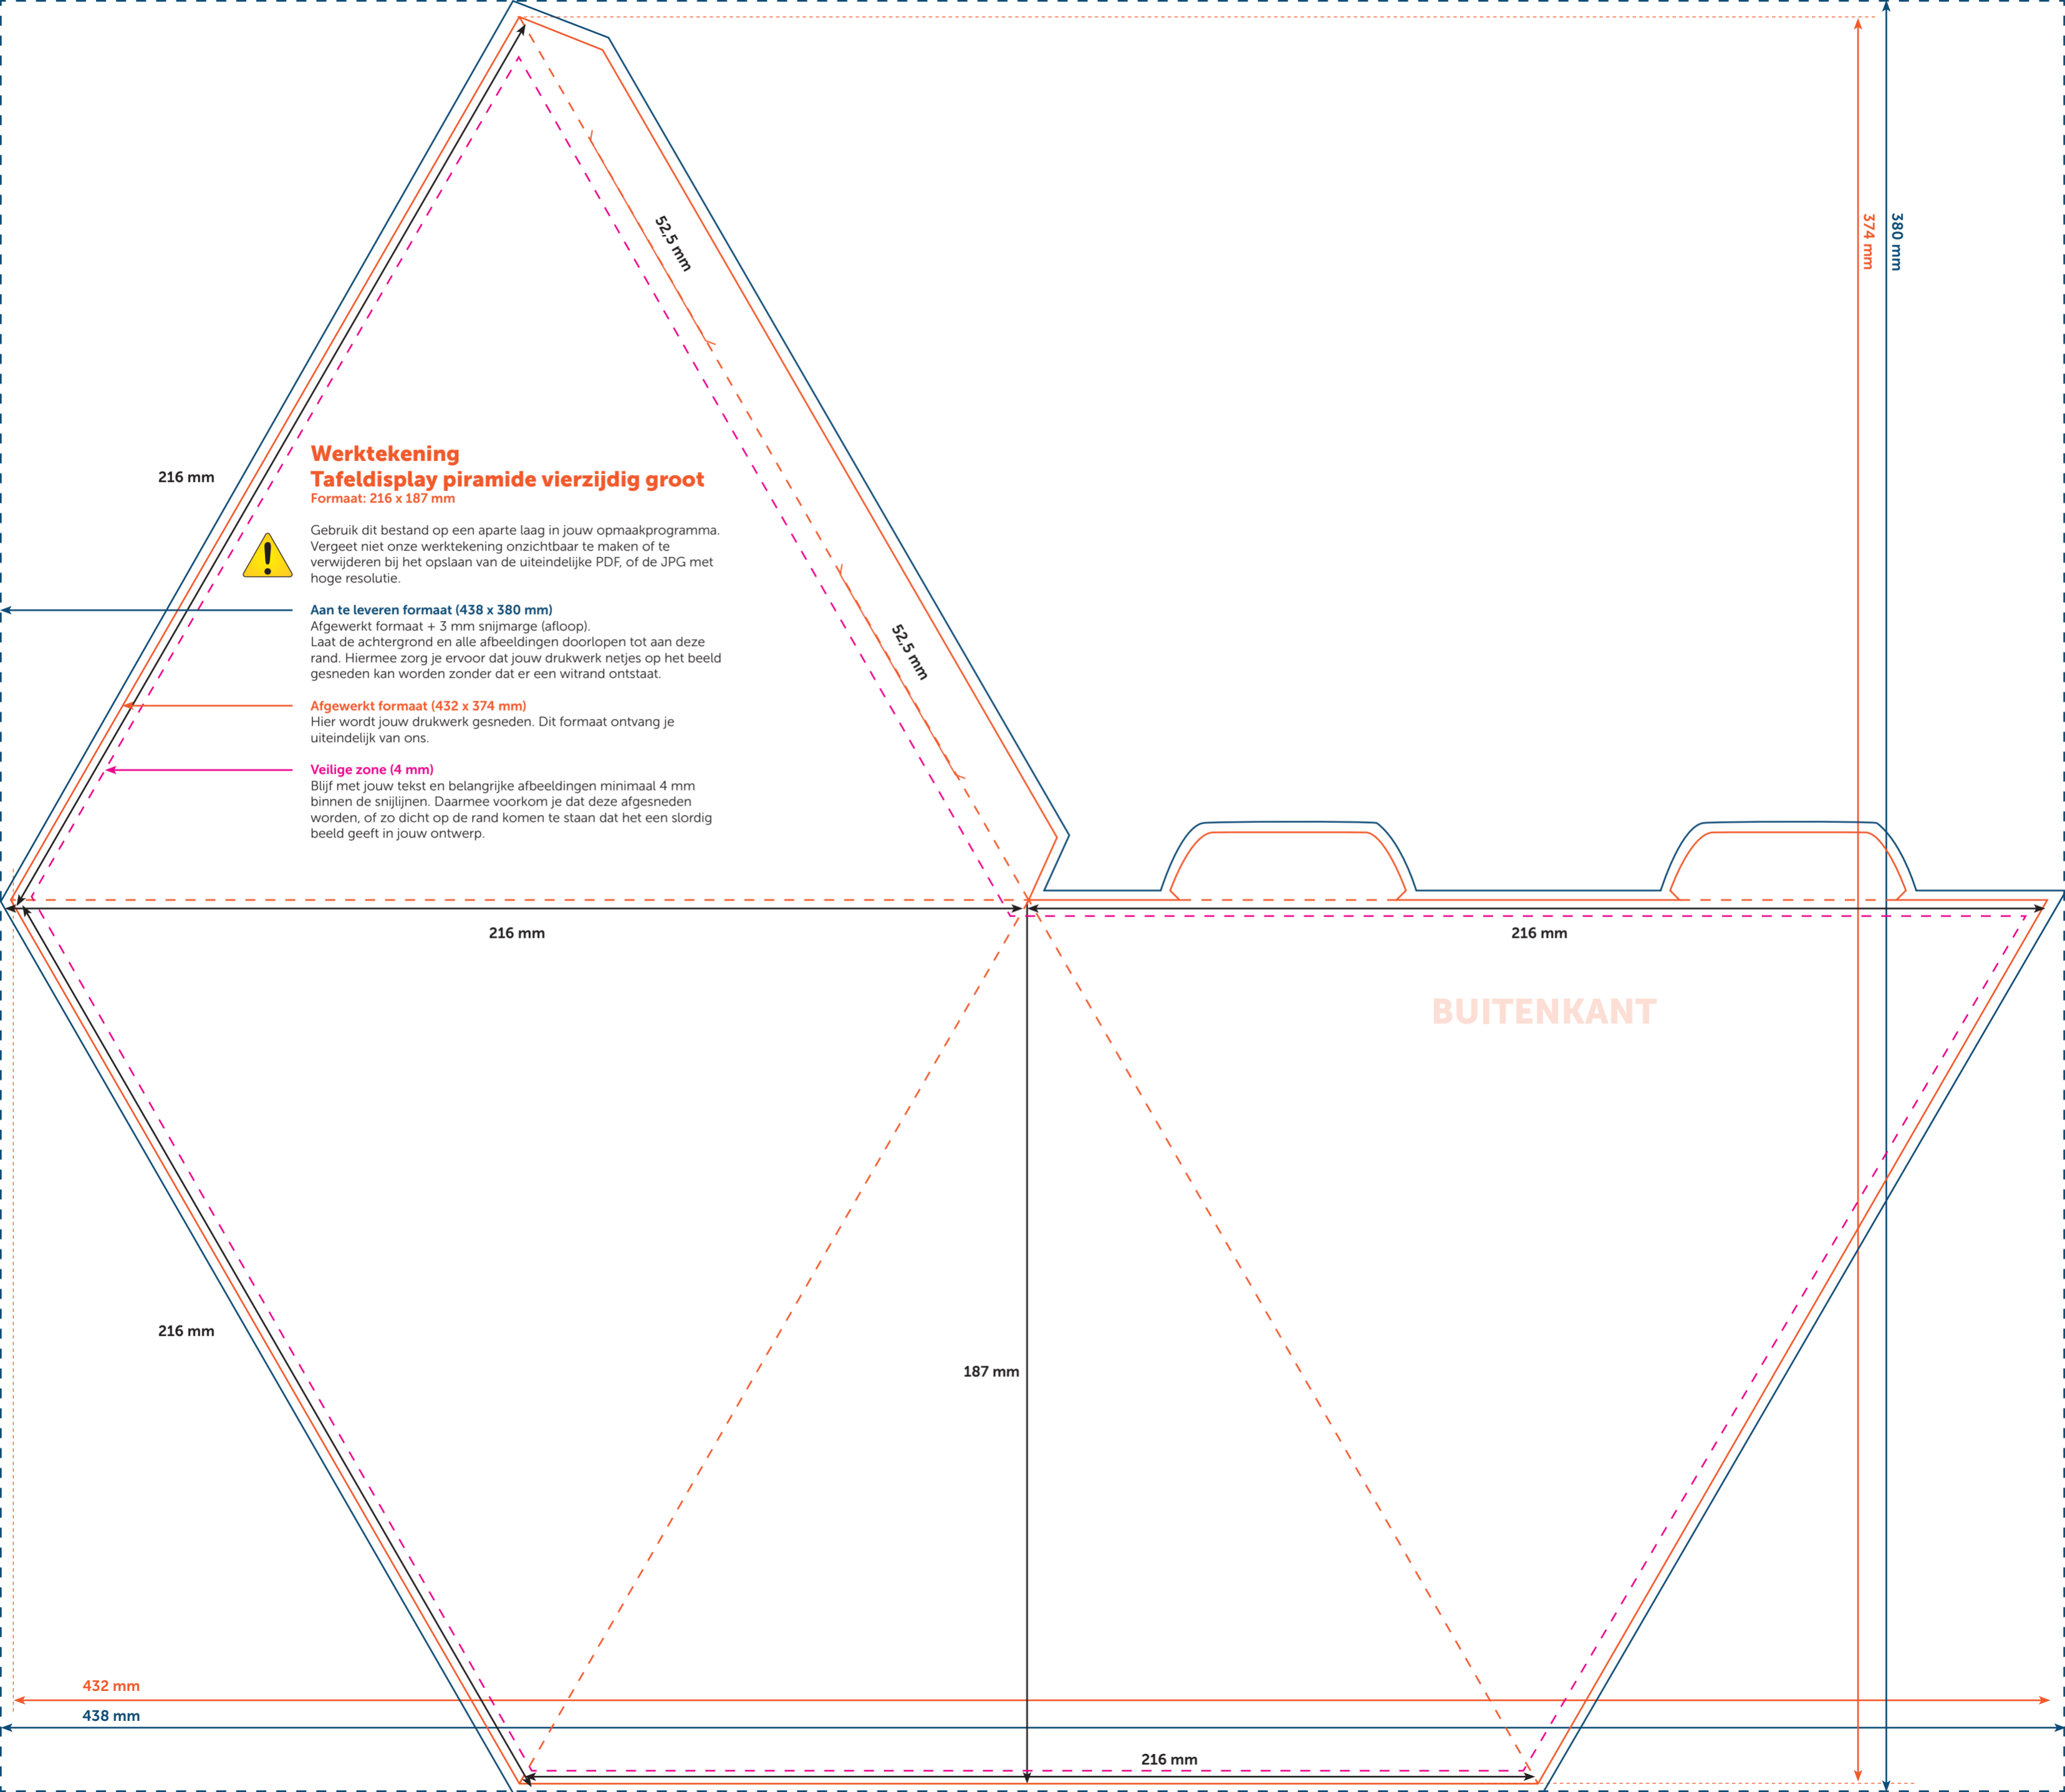 374 mm
380 mm
52,5 mm
216 mm
Werktekening
Tafeldisplay piramide vierzijdig groot
Formaat: 216 x 187 mm
Gebruik dit bestand op een aparte laag in jouw opmaakprogramma.
Vergeet niet onze werktekening onzichtbaar te maken of te
verwijderen bij het opslaan van de uiteindelijke PDF, of de JPG met
hoge resolutie.
Aan te leveren formaat (438 x 380 mm)
Afgewerkt formaat + 3 mm snijmarge (afloop).
Laat de achtergrond en alle afbeeldingen doorlopen tot aan deze
rand. Hiermee zorg je ervoor dat jouw drukwerk netjes op het beeld
gesneden kan worden zonder dat er een witrand ontstaat.
52,5 mm
Afgewerkt formaat (432 x 374 mm)
Hier wordt jouw drukwerk gesneden. Dit formaat ontvang je
uiteindelijk van ons.
Veilige zone (4 mm)
Blijf met jouw tekst en belangrijke afbeeldingen minimaal 4 mm
binnen de snijlijnen. Daarmee voorkom je dat deze afgesneden
worden, of zo dicht op de rand komen te staan dat het een slordig
beeld geeft in jouw ontwerp.
216 mm
216 mm
BUITENKANT
216 mm
187 mm
432 mm
438 mm
216 mm